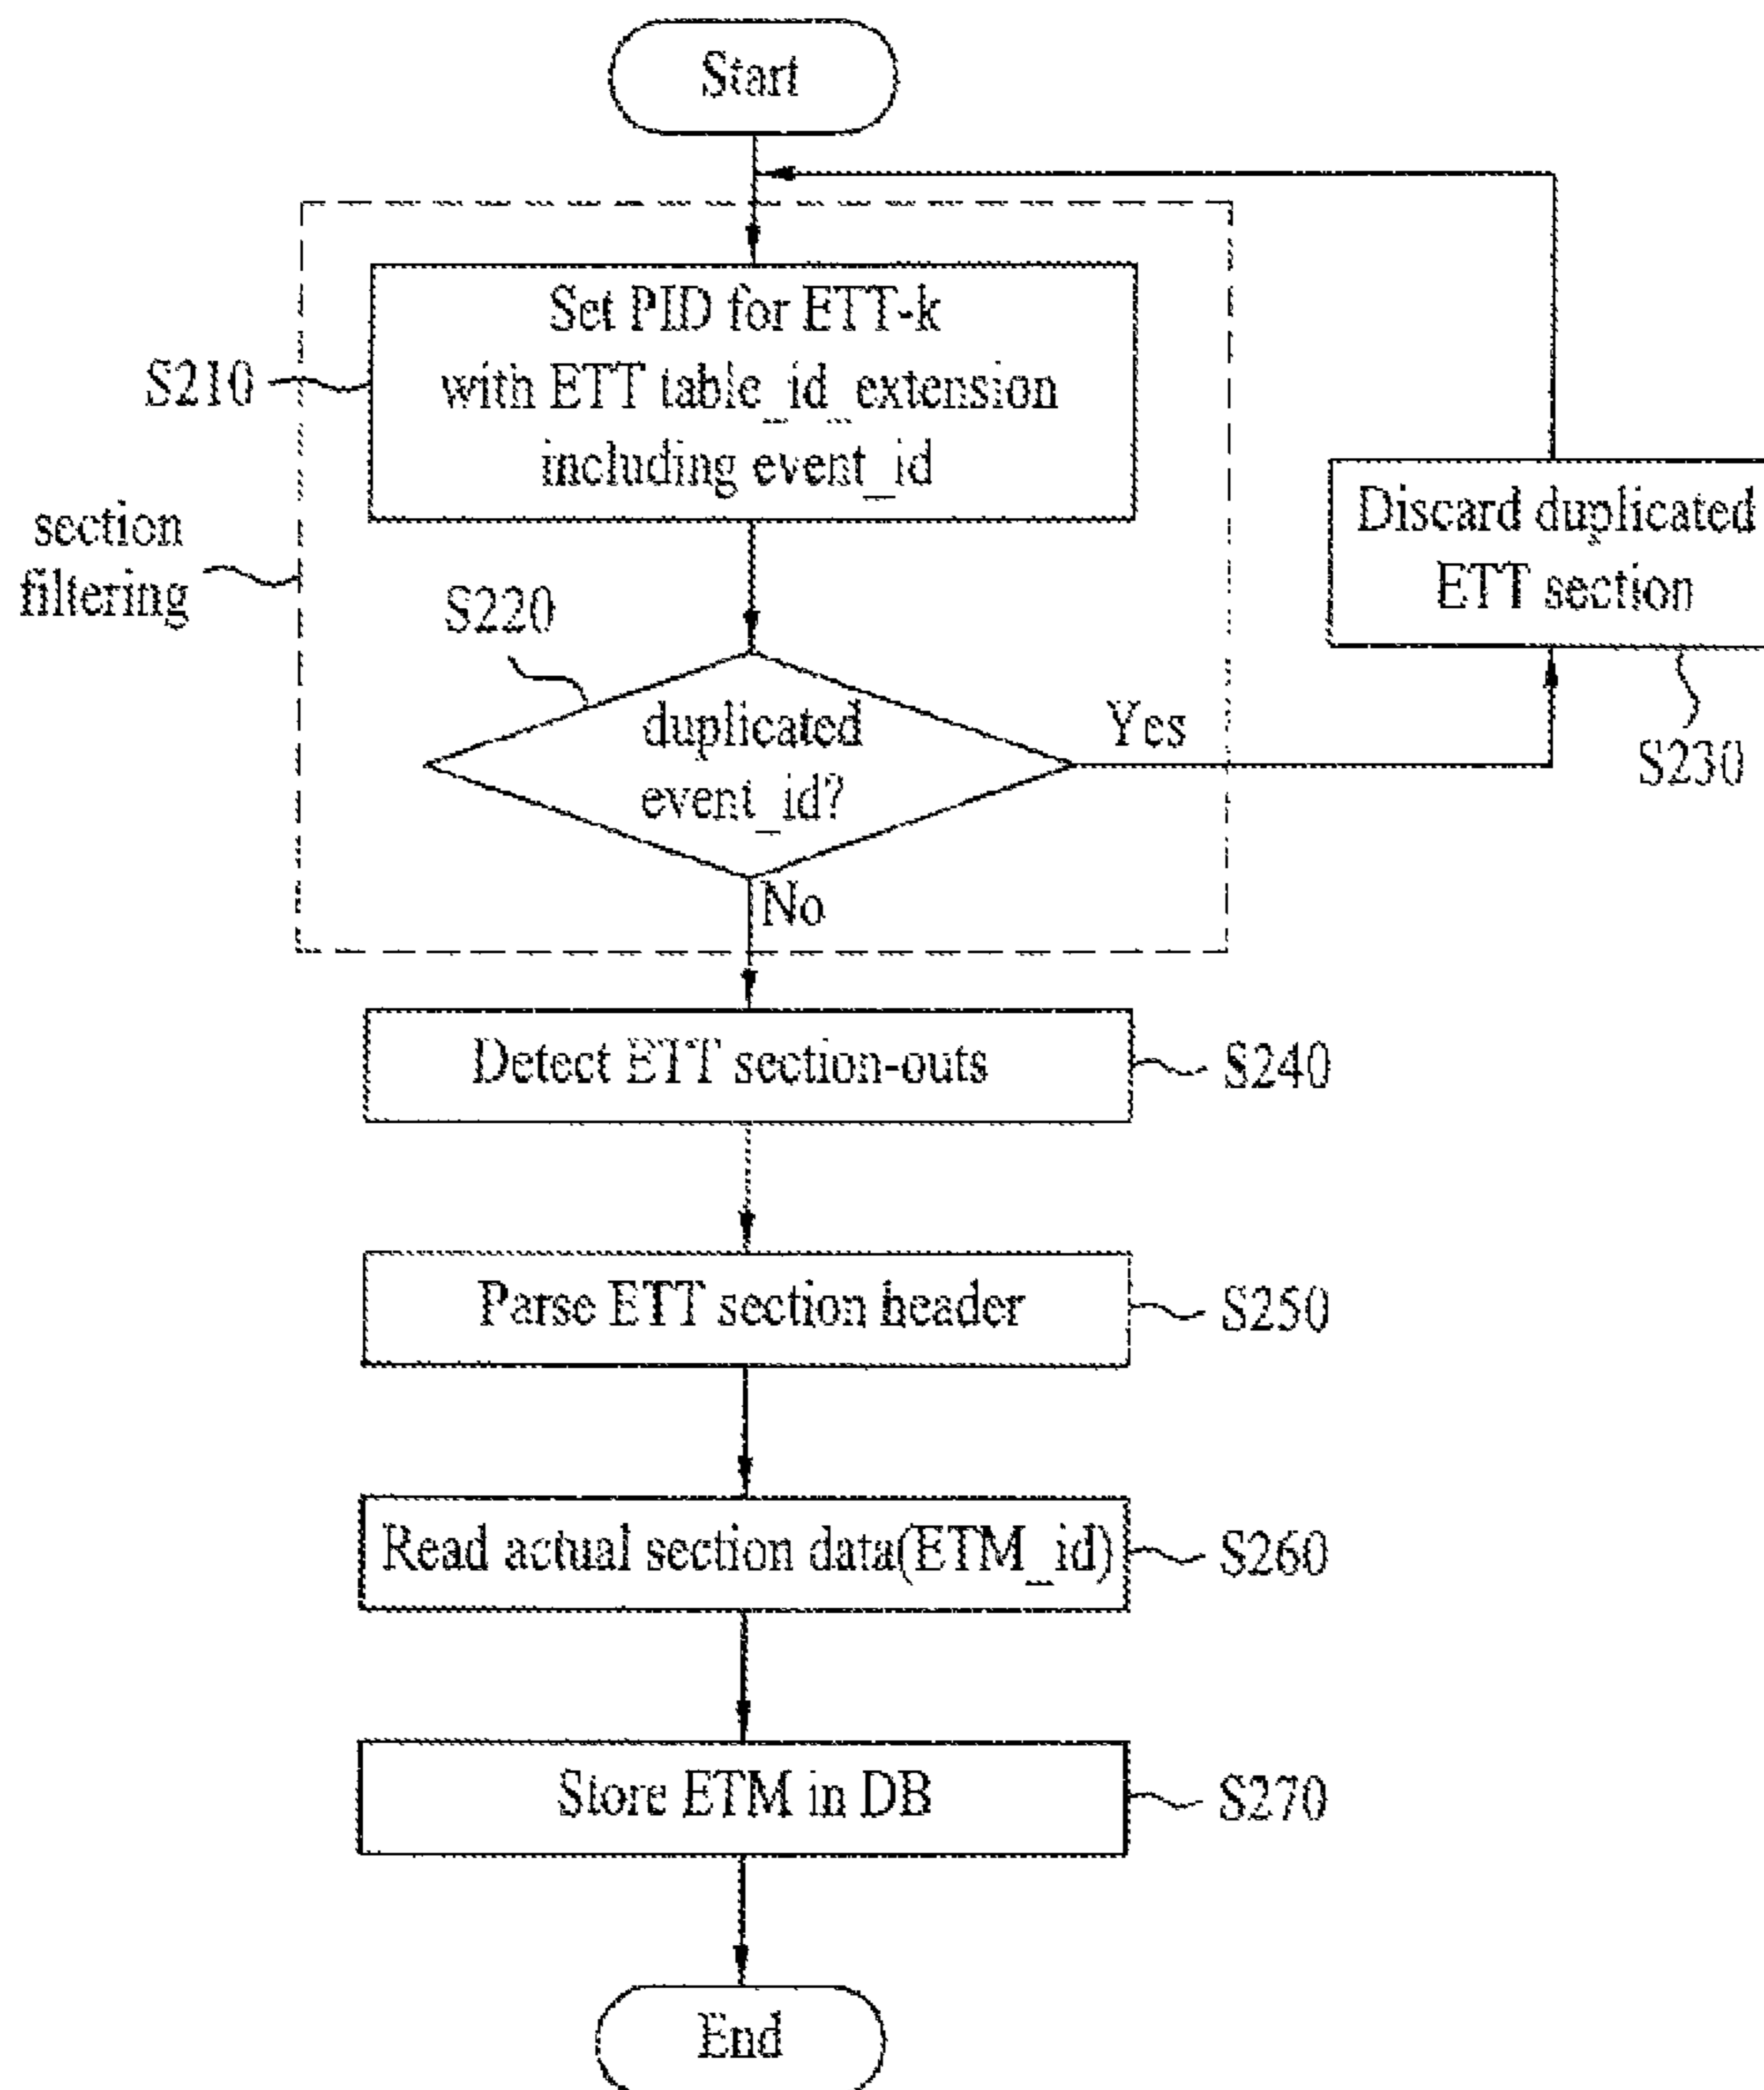 Start
Set PID for ETT-k
with ETT table_id_extension
including event_id
S210
section
filtering
Discard duplicated
ETT section
S230
S220
duplicated
event_id?
Yes
No
Detect ETT section-outs
S240
Parse ETT section header
S250
Read actual section data(ETM_id)
S260
Store ETM in DB
S270
End